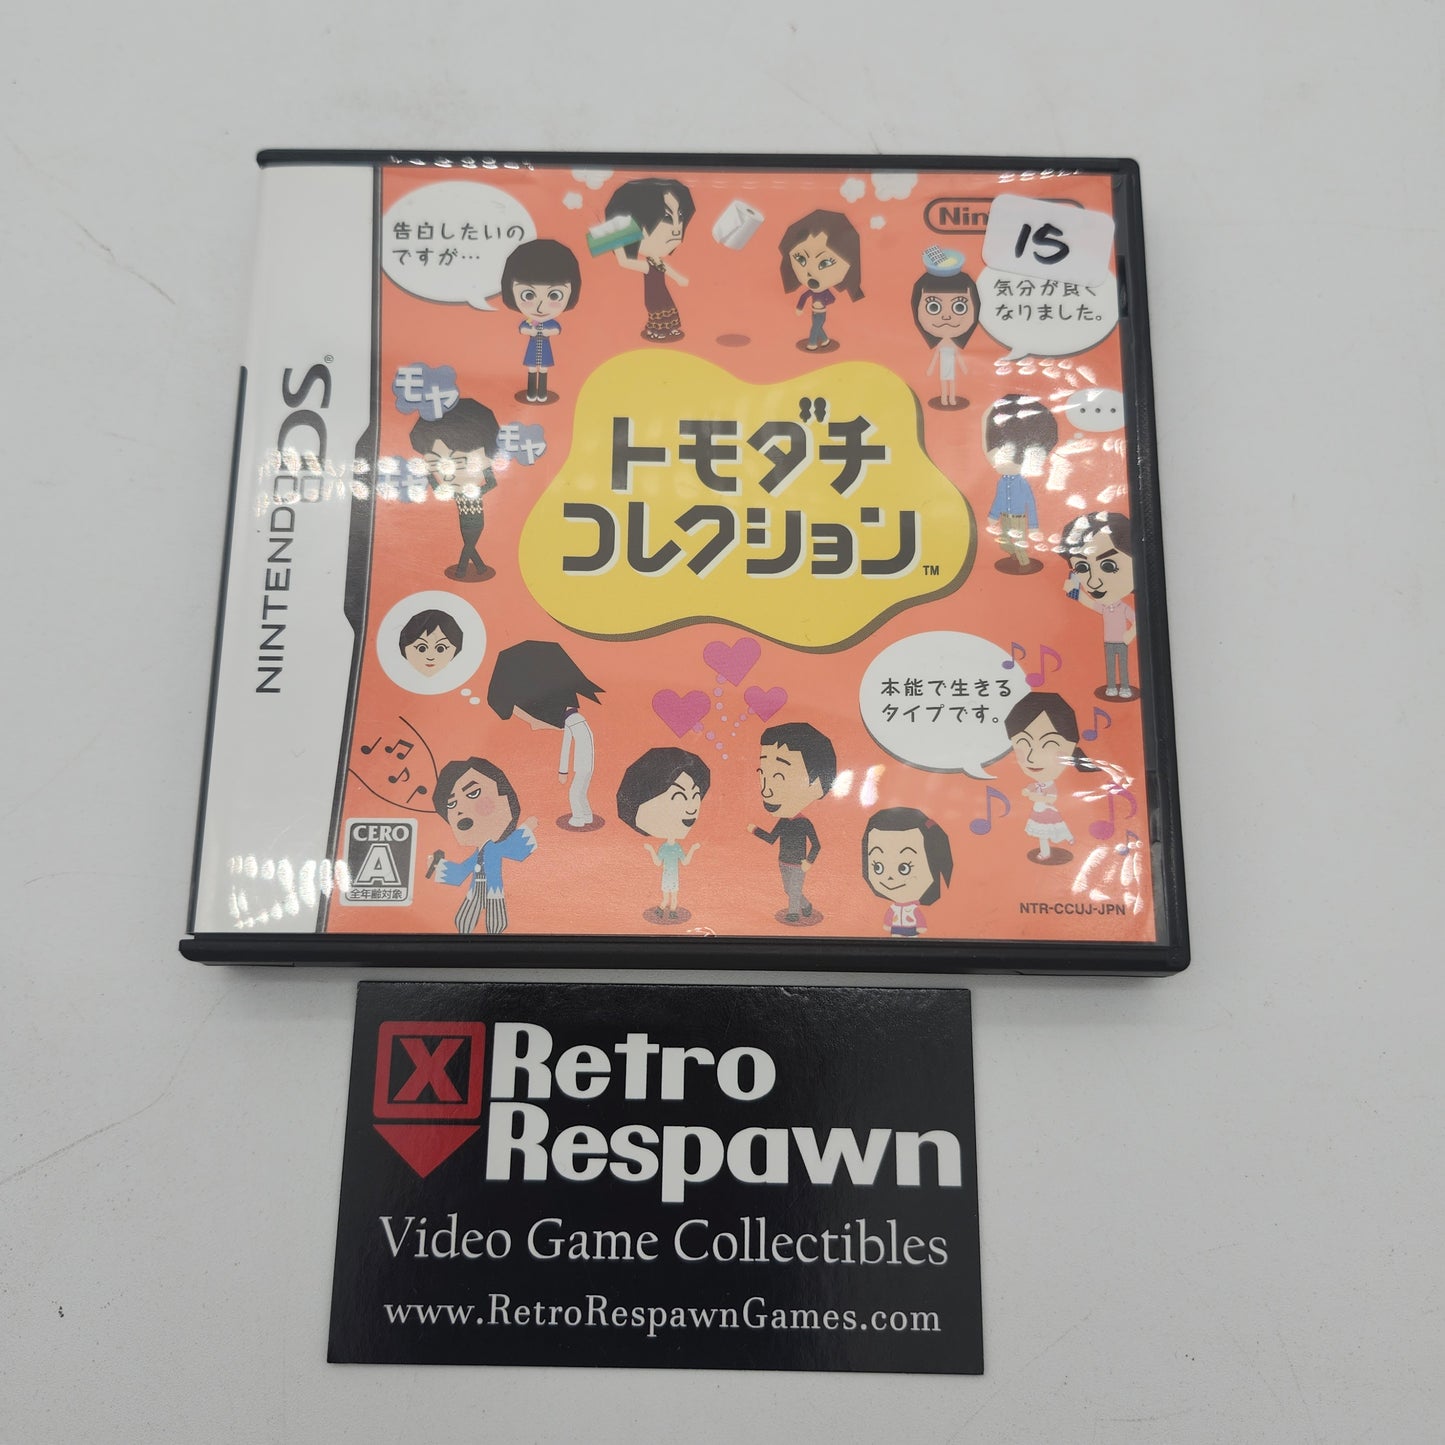 告白したいの
ですが…
Nin
15
気分が良く
なりました。
モヤ
モヤ
...
トモダチ
コレクション™
NINTENDO DS®
本能で生きる
タイプです。
CERO
A
全年齢対象
NTR-CCUJ-JPN
X Retro
Respawn
Video Game Collectibles
www.RetroRespawnGames.com